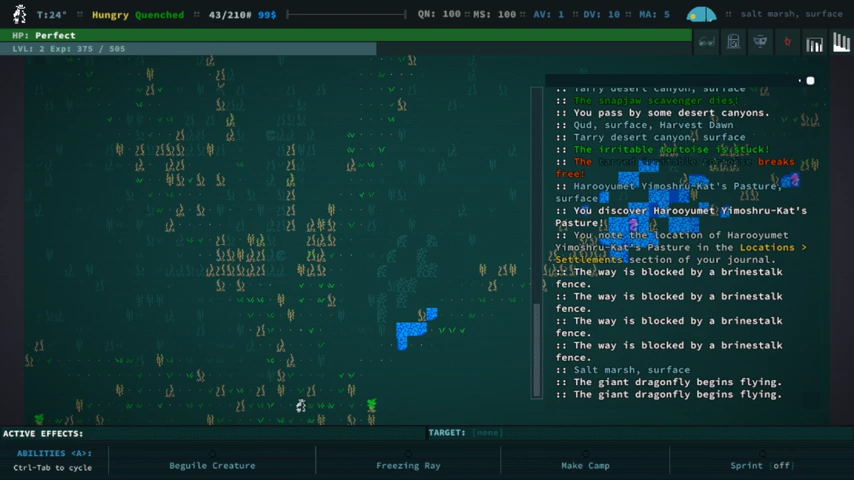 T:24° Hungry Quenched 43/210# 99$ QN: 100 MS: 100 AV: 1 DV: 10 MA: 5 salt marsh, surface
HP: Perfect
LVL: 2 Exp: 375 / 505
:: Tarry desert canyon, surface
:: The snapjaw scavenger dies!
:: You pass by some desert canyons.
:: Qud, surface, Harvest Dawn
:: Tarry desert canyon, surface
:: The irritable tortoise is stuck!
:: The tarred irritable tortoise breaks
free!
:: Harooyumet Yimoshru-Kat's Pasture,
surface
:: You discover Harooyumet Yimoshru-Kat's
Pasture!
:: You note the location of Harooyumet
Yimoshru-Kat's Pasture in the Locations >
Settlements section of your journal.
:: The way is blocked by a brinestalk
fence.
:: The way is blocked by a brinestalk
fence.
:: The way is blocked by a brinestalk
fence.
:: The way is blocked by a brinestalk
fence.
:: Salt marsh, surface
:: The giant dragonfly begins flying.
:: The giant dragonfly begins flying.
ACTIVE EFFECTS: TARGET: [none]
ABILITIES <A>:
Ctrl-Tab to cycle
Beguile Creature Freezing Ray Make Camp Sprint [off]